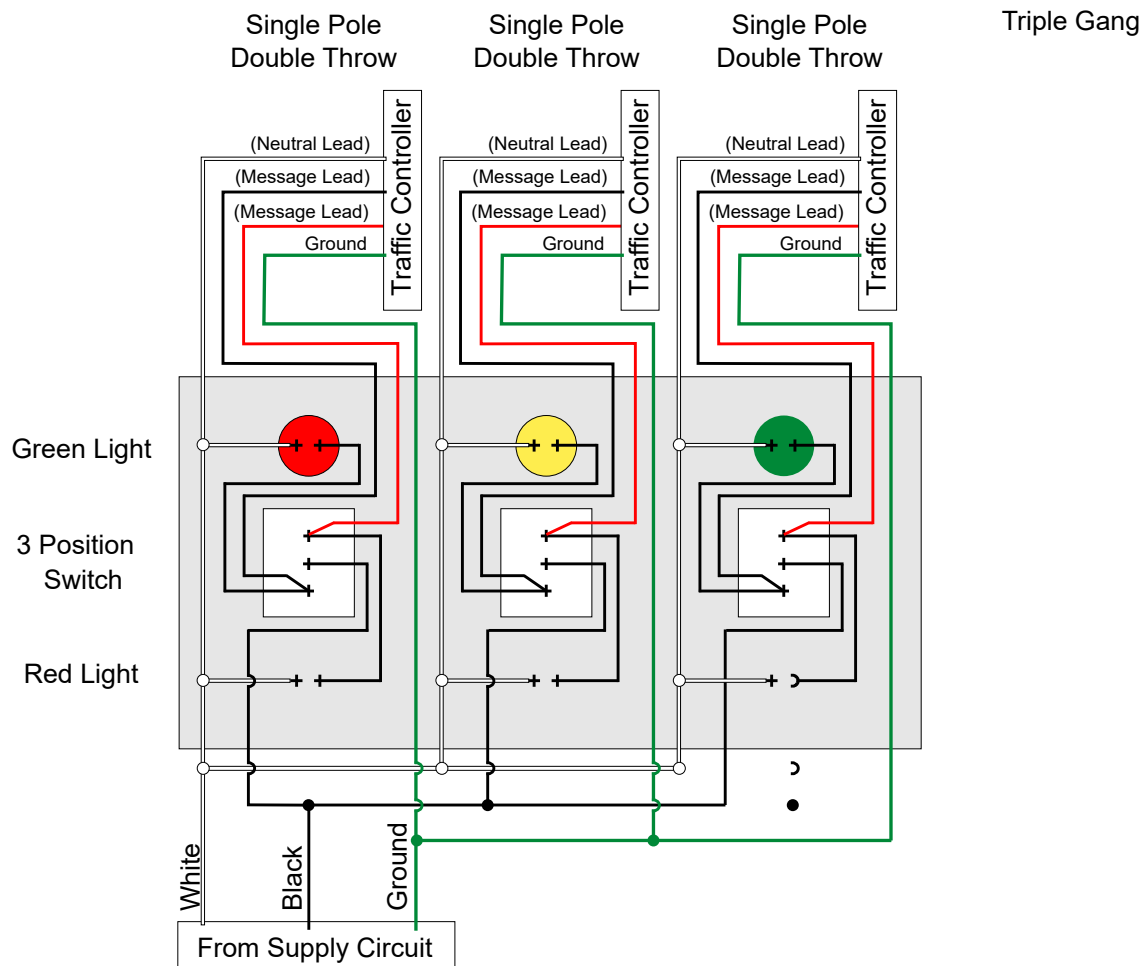 Single Pole
Double Throw
Single Pole
Double Throw
Single Pole
Double Throw
Triple Gang
(Neutral Lead)
(Message Lead)
(Message Lead)
Ground
Traffic Controller
(Neutral Lead)
(Message Lead)
(Message Lead)
Ground
Traffic Controller
(Neutral Lead)
(Message Lead)
(Message Lead)
Ground
Traffic Controller
Green Light
3 Position
Switch
Red Light
White
Black
Ground
From Supply Circuit